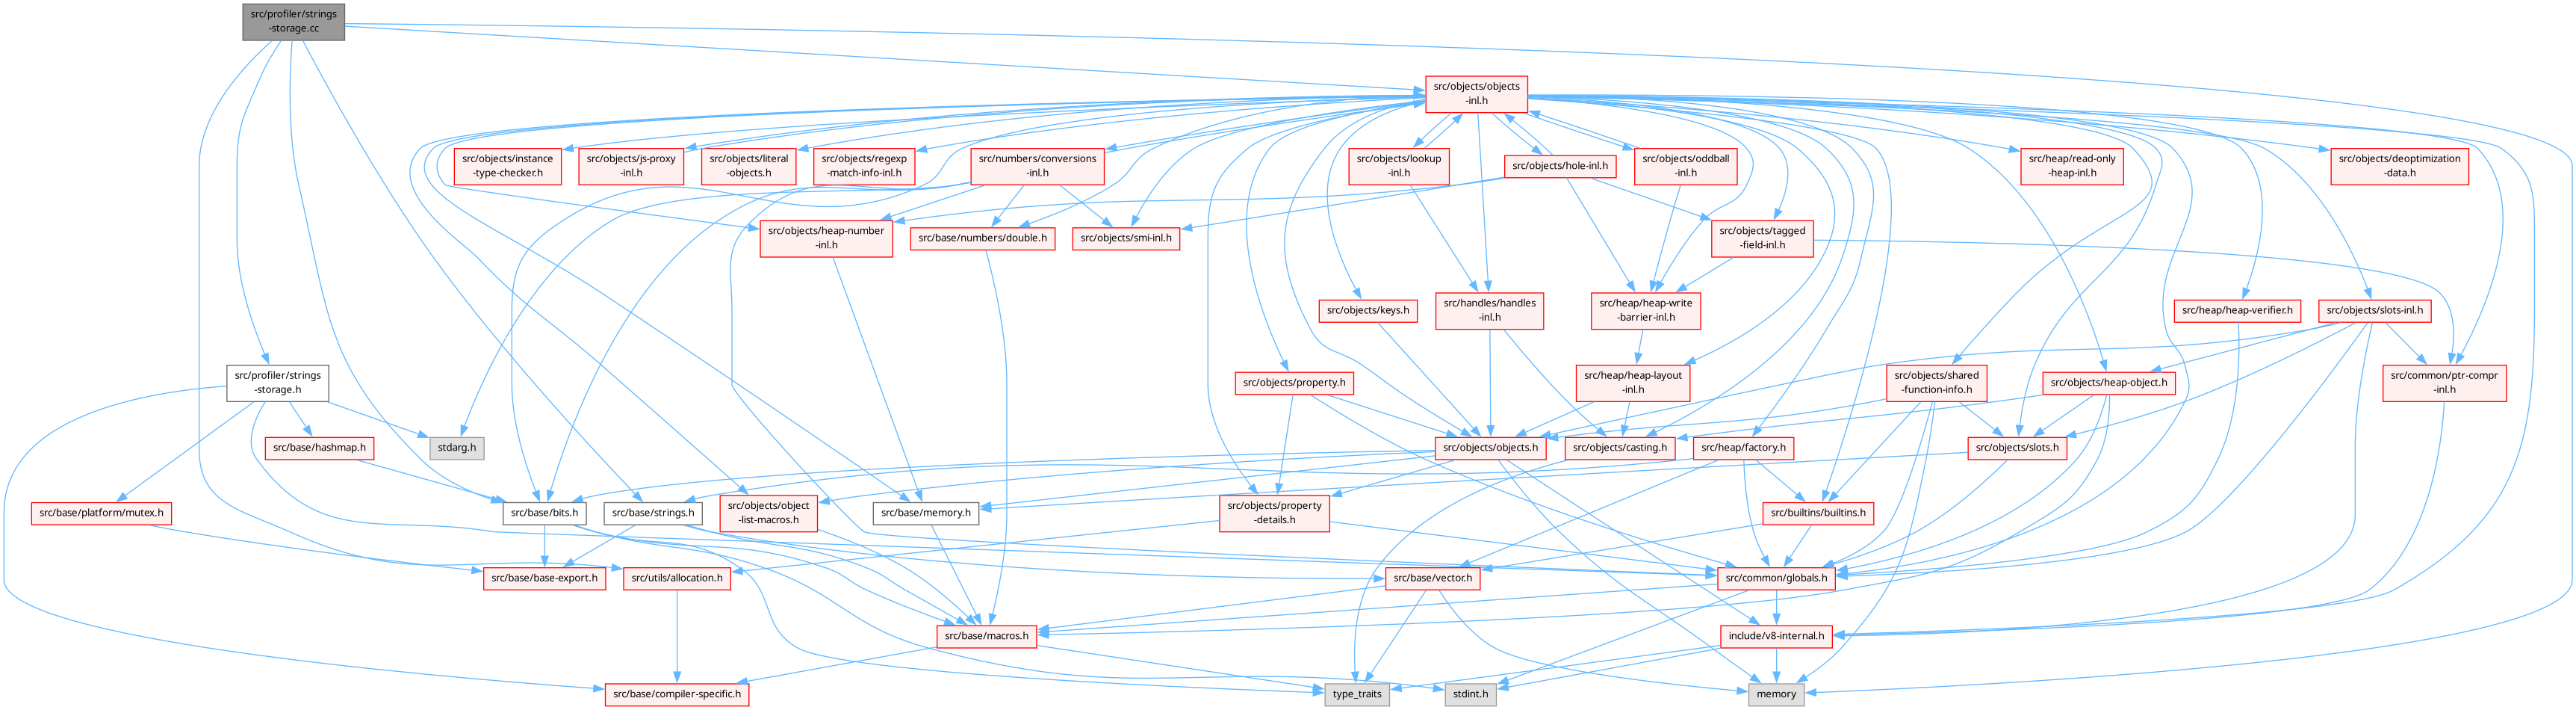 src/profiler/strings
-storage.cc
src/objects/objects
-inl.h
src/objects/instance
-type-checker.h
src/objects/js-proxy
-inl.h
src/objects/literal
-objects.h
src/objects/regexp
-match-info-inl.h
src/numbers/conversions
-inl.h
src/objects/lookup
-inl.h
src/objects/hole-inl.h
src/objects/oddball
-inl.h
src/heap/read-only
-heap-inl.h
src/objects/deoptimization
-data.h
src/objects/heap-number
-inl.h
src/base/numbers/double.h
src/objects/smi-inl.h
src/objects/tagged
-field-inl.h
src/objects/keys.h
src/handles/handles
-inl.h
src/heap/heap-write
-barrier-inl.h
src/heap/heap-verifier.h
src/objects/slots-inl.h
src/profiler/strings
-storage.h
src/objects/property.h
src/heap/heap-layout
-inl.h
src/objects/shared
-function-info.h
src/objects/heap-object.h
src/common/ptr-compr
-inl.h
src/base/hashmap.h
stdarg.h
src/objects/objects.h
src/objects/casting.h
src/heap/factory.h
src/objects/slots.h
src/base/platform/mutex.h
src/base/bits.h
src/base/strings.h
src/objects/object
-list-macros.h
src/base/memory.h
src/objects/property
-details.h
src/builtins/builtins.h
src/base/base-export.h
src/utils/allocation.h
src/base/vector.h
src/common/globals.h
src/base/macros.h
include/v8-internal.h
src/base/compiler-specific.h
type_traits
stdint.h
memory